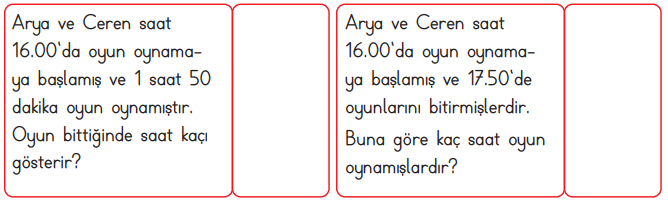 Arya ve Ceren saat
16.00'da oyun oynama-
ya başlamış ve 1 saat 50
dakika oyun oynamıştır.
Oyun bittiğinde saat kaçı
gösterir?
Arya ve Ceren saat
16.00'da oyun oynama-
ya başlamış ve 17.50'de
oyunlarını bitirmişlerdir.
Buna göre kaç saat oyun
oynamışlardır?